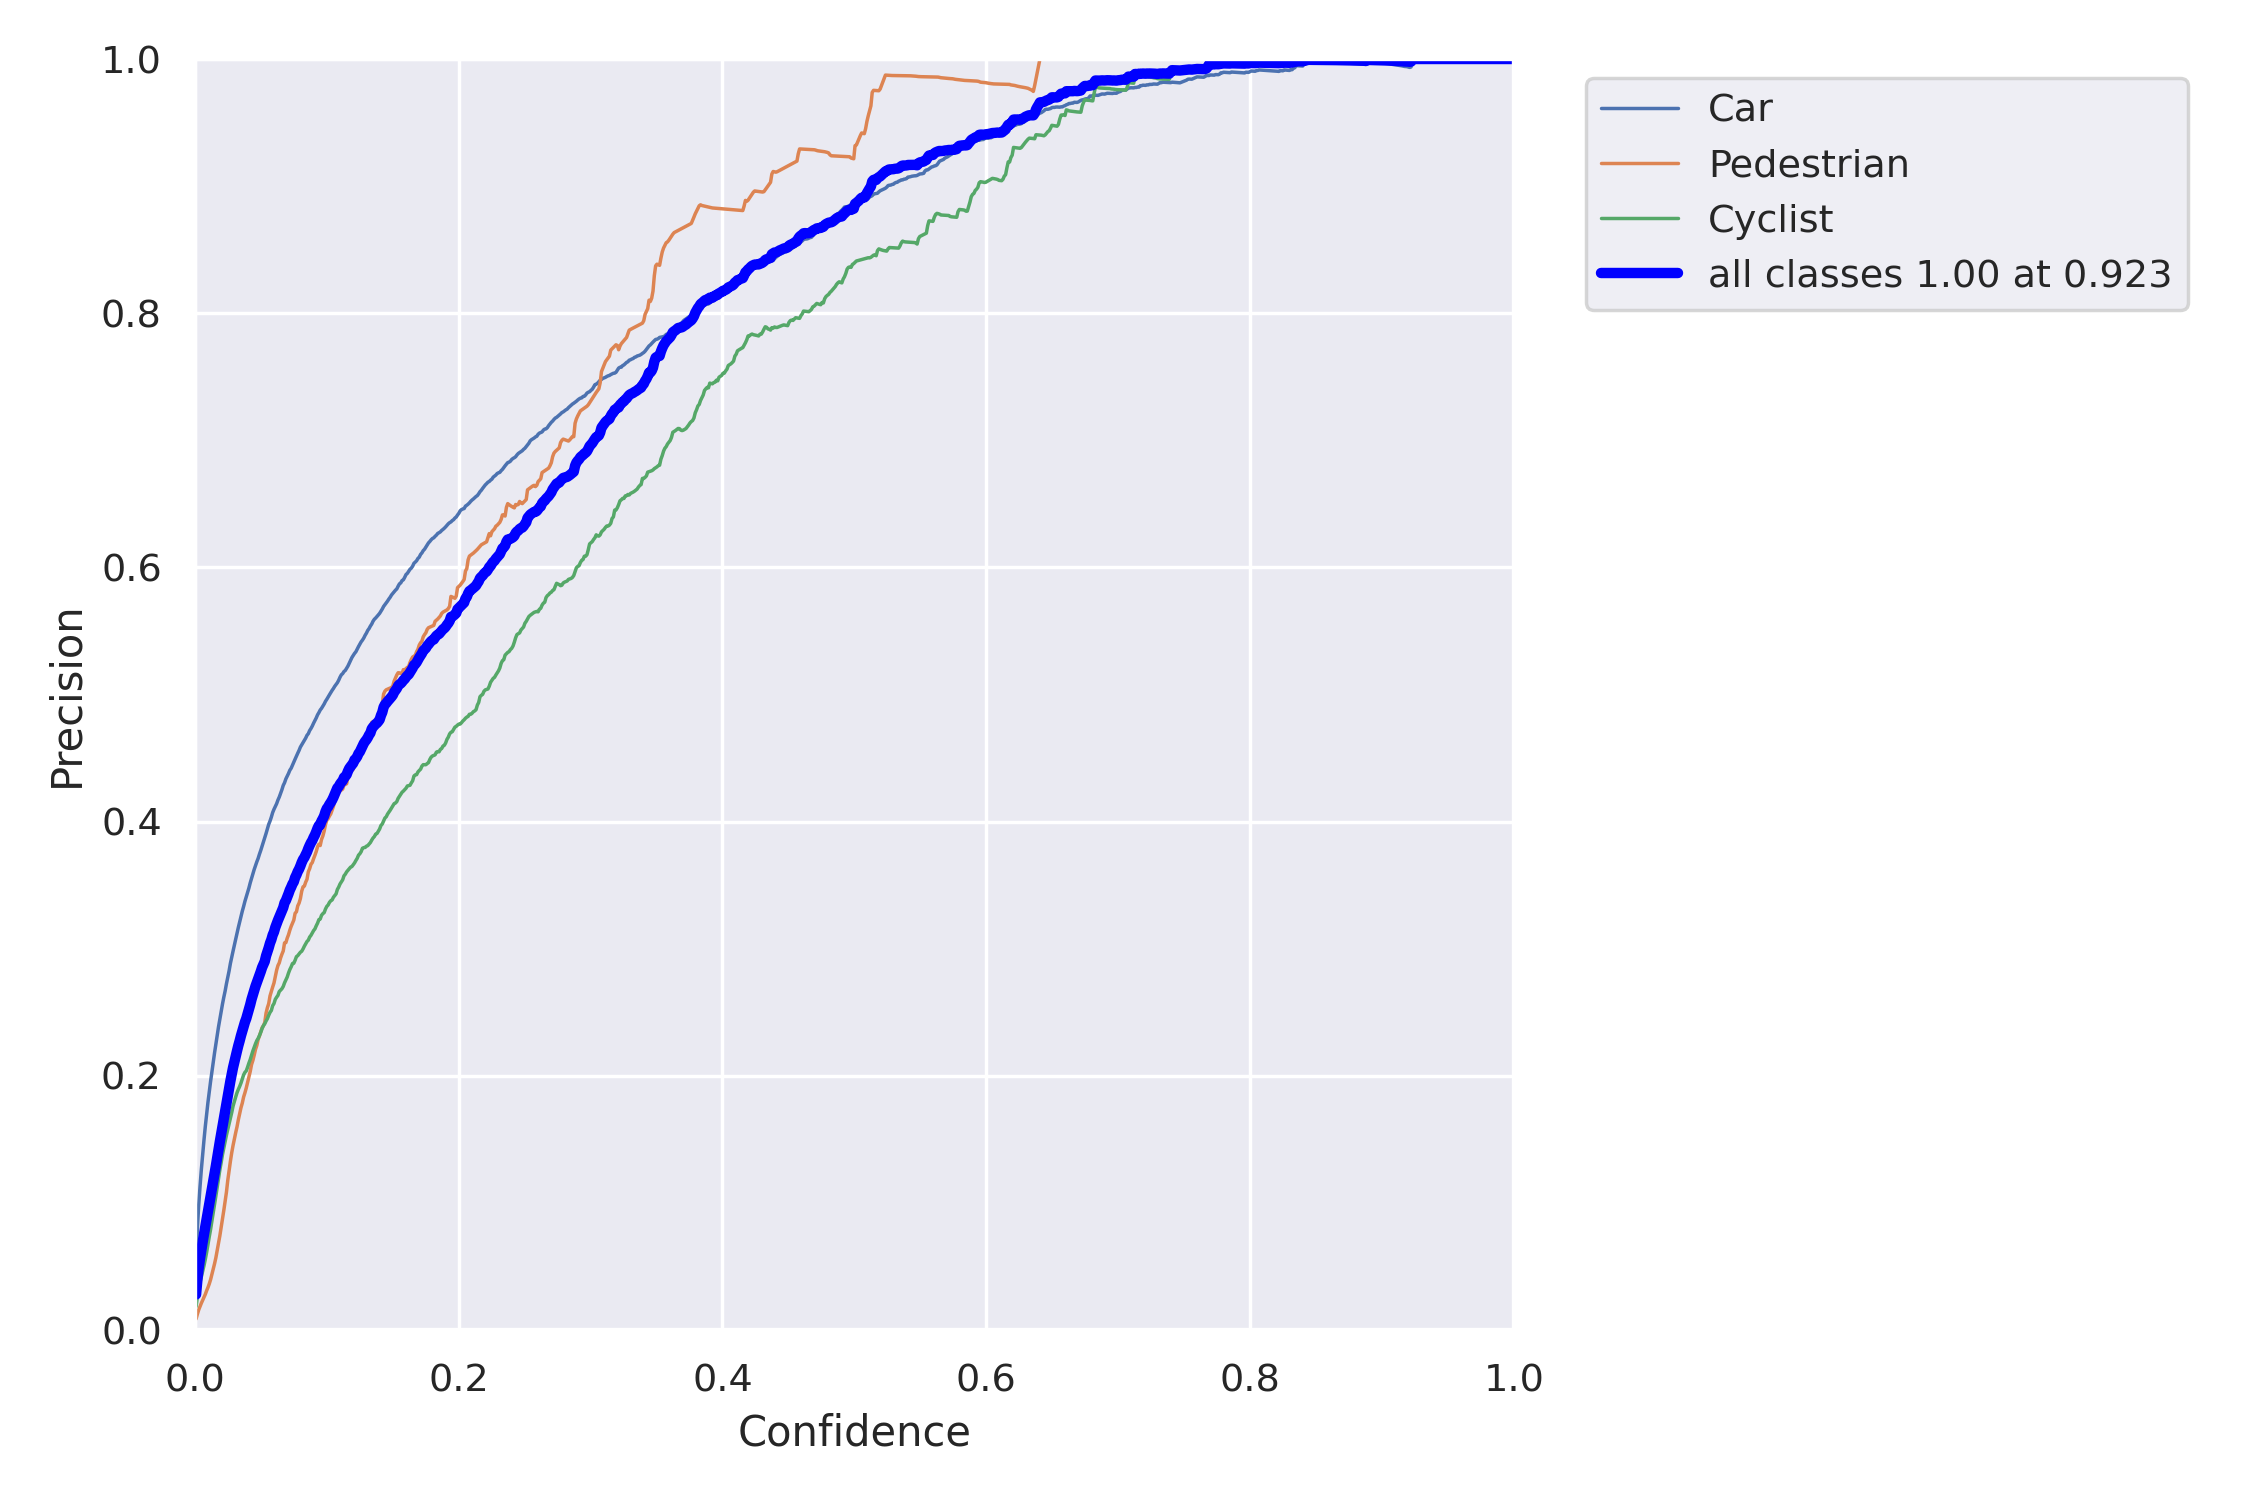 1.0
0.8
0.6
0.4
0.2
0.0
Precision
0.0 0.2 0.4 0.6 0.8 1.0
Confidence
Car
Pedestrian
Cyclist
all classes 1.00 at 0.923